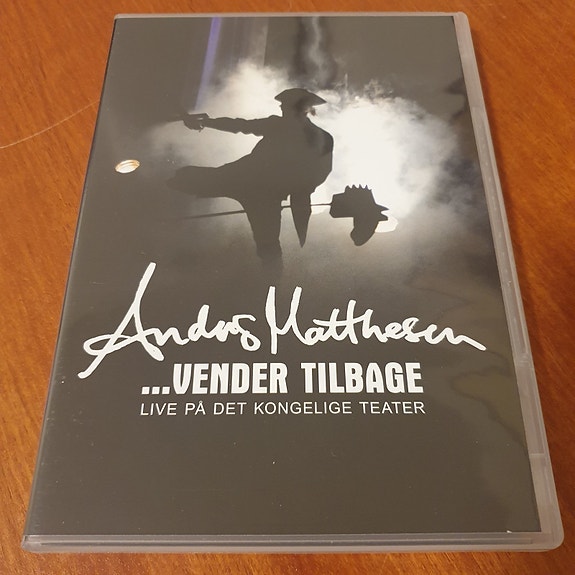 Anders Matthesen
...VENDER TILBAGE
LIVE PÅ DET KONGELIGE TEATER